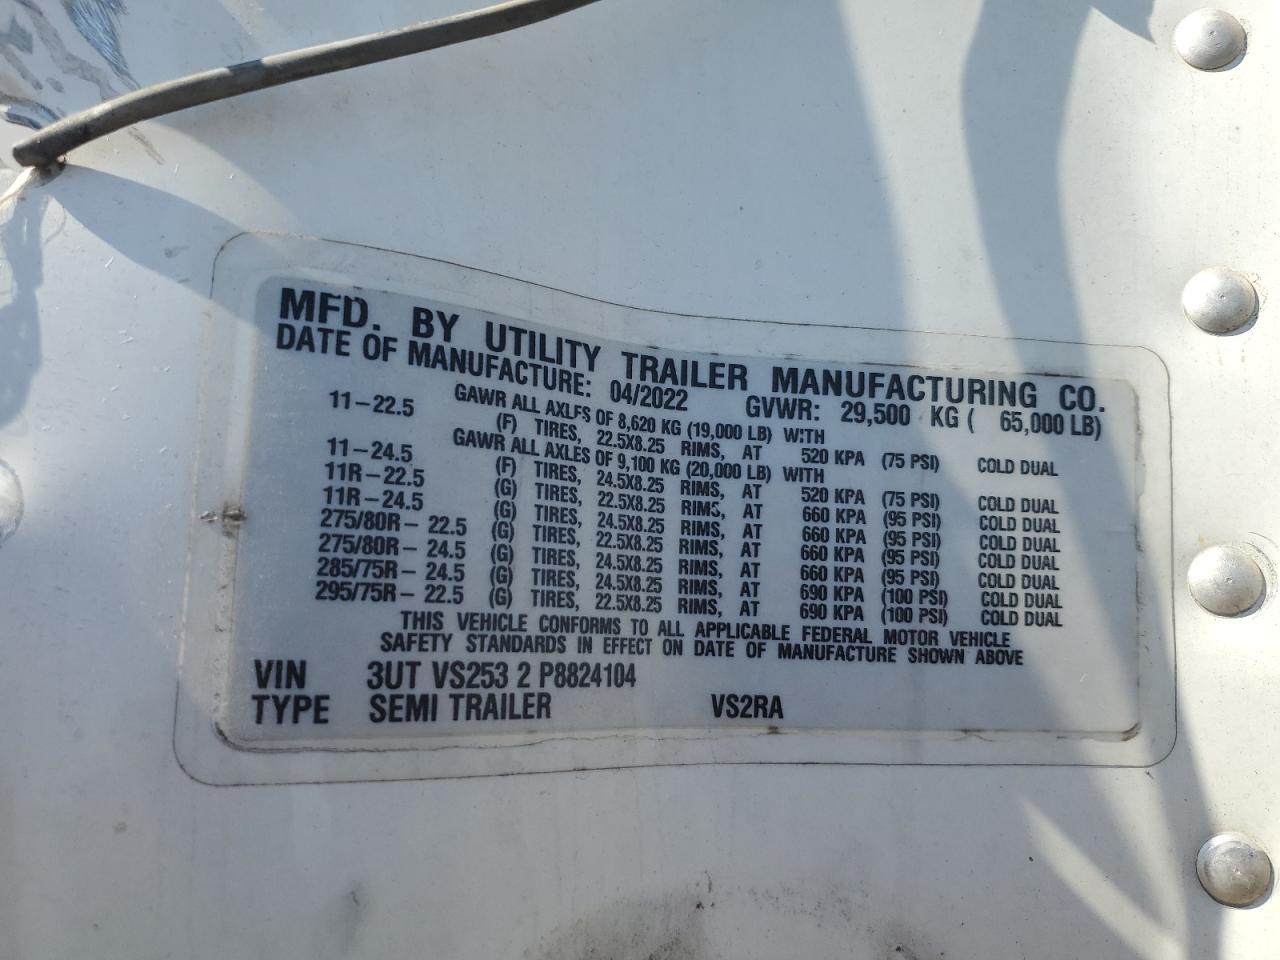 MFD. BY UTILITY TRAILER MANUFACTURING CO.
DATE OF MANUFACTURE: 04/2022 GVWR: 29,500 KG ( 65,000 LB)
GAWR ALL AXLES OF 8,620 KG (19,000 LB) WITH
11-22.5 (F) TIRES, 22.5X8.25 RIMS, AT 520 KPA (75 PSI) COLD DUAL
GAWR ALL AXLES OF 9,100 KG (20,000 LB) WITH
11-24.5 (F) TIRES, 24.5X8.25 RIMS, AT 520 KPA (75 PSI) COLD DUAL
11R-22.5 (G) TIRES, 22.5X8.25 RIMS, AT 660 KPA (95 PSI) COLD DUAL
11R-24.5 (G) TIRES, 24.5X8.25 RIMS, AT 660 KPA (95 PSI) COLD DUAL
275/80R-22.5 (G) TIRES, 22.5X8.25 RIMS, AT 660 KPA (95 PSI) COLD DUAL
275/80R-24.5 (G) TIRES, 24.5X8.25 RIMS, AT 660 KPA (95 PSI) COLD DUAL
285/75R-24.5 (G) TIRES, 24.5X8.25 RIMS, AT 690 KPA (100 PSI) COLD DUAL
295/75R-22.5 (G) TIRES, 22.5X8.25 RIMS, AT 690 KPA (100 PSI) COLD DUAL
THIS VEHICLE CONFORMS TO ALL APPLICABLE FEDERAL MOTOR VEHICLE
SAFETY STANDARDS IN EFFECT ON DATE OF MANUFACTURE SHOWN ABOVE
VIN 3UT VS253 2 P8824104
TYPE SEMI TRAILER VS2RA